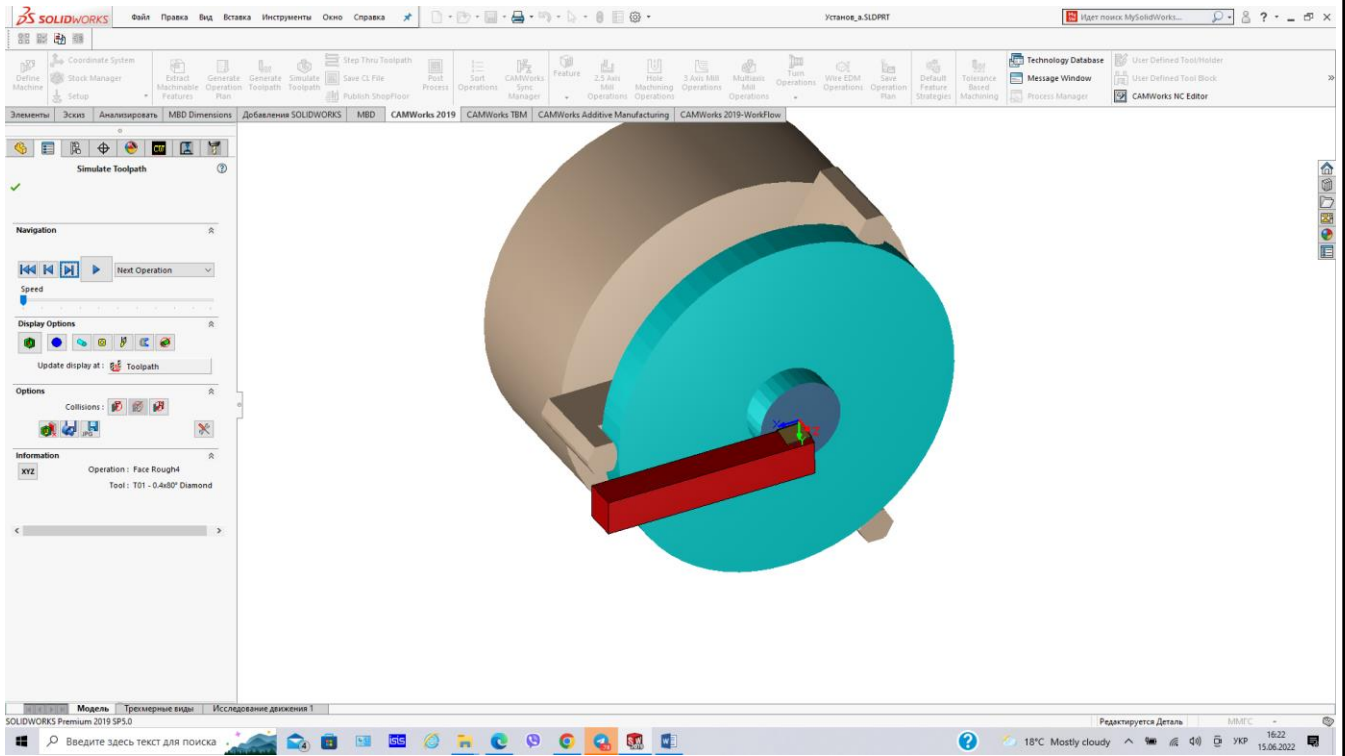 SOLIDWORKS Файл Правка Вид Вставка Инструменты Окно Справка Установ_a.SLDPRT Идет поиск MySolidWorks... ?
Define Machine
Coordinate System
Stock Manager
Setup
Extract Machinable Features
Generate Operation Plan
Generate Toolpath
Simulate Toolpath
Step Thru Toolpath
Save CL File
Publish ShopFloor
Post Process
Sort Operations
CAMWorks Sync Manager
Feature
2.5 Axis Mill Operations
Hole Machining Operations
3 Axis Mill Operations
Multiaxis Mill Operations
Turn Operations
Wire EDM Operations
Save Operation Plan
Default Feature Strategies
Tolerance Based Machining
Technology Database
Message Window
Process Manager
User Defined Tool/Holder
User Defined Tool Block:
CAMWorks NC Editor
Элементы Эскиз Анализировать MBD Dimensions Добавления SOLIDWORKS MBD CAMWorks 2019 CAMWorks TBM CAMWorks Additive Manufacturing CAMWorks 2019-WorkFlow
Simulate Toolpath
Navigation
Next Operation
Speed
Display Options
Update display at : Toolpath
Options
Collisions :
JPG
Information
XYZ Operation : Face Rough4
Tool : T01 - 0.4x80° Diamond
X Z
Модель Трехмерные виды Исследование движения 1
SOLIDWORKS Premium 2019 SP5.0 Редактируется Деталь ММГС -
Введите здесь текст для поиска 18°C Mostly cloudy УКР 16:22
15.06.2022